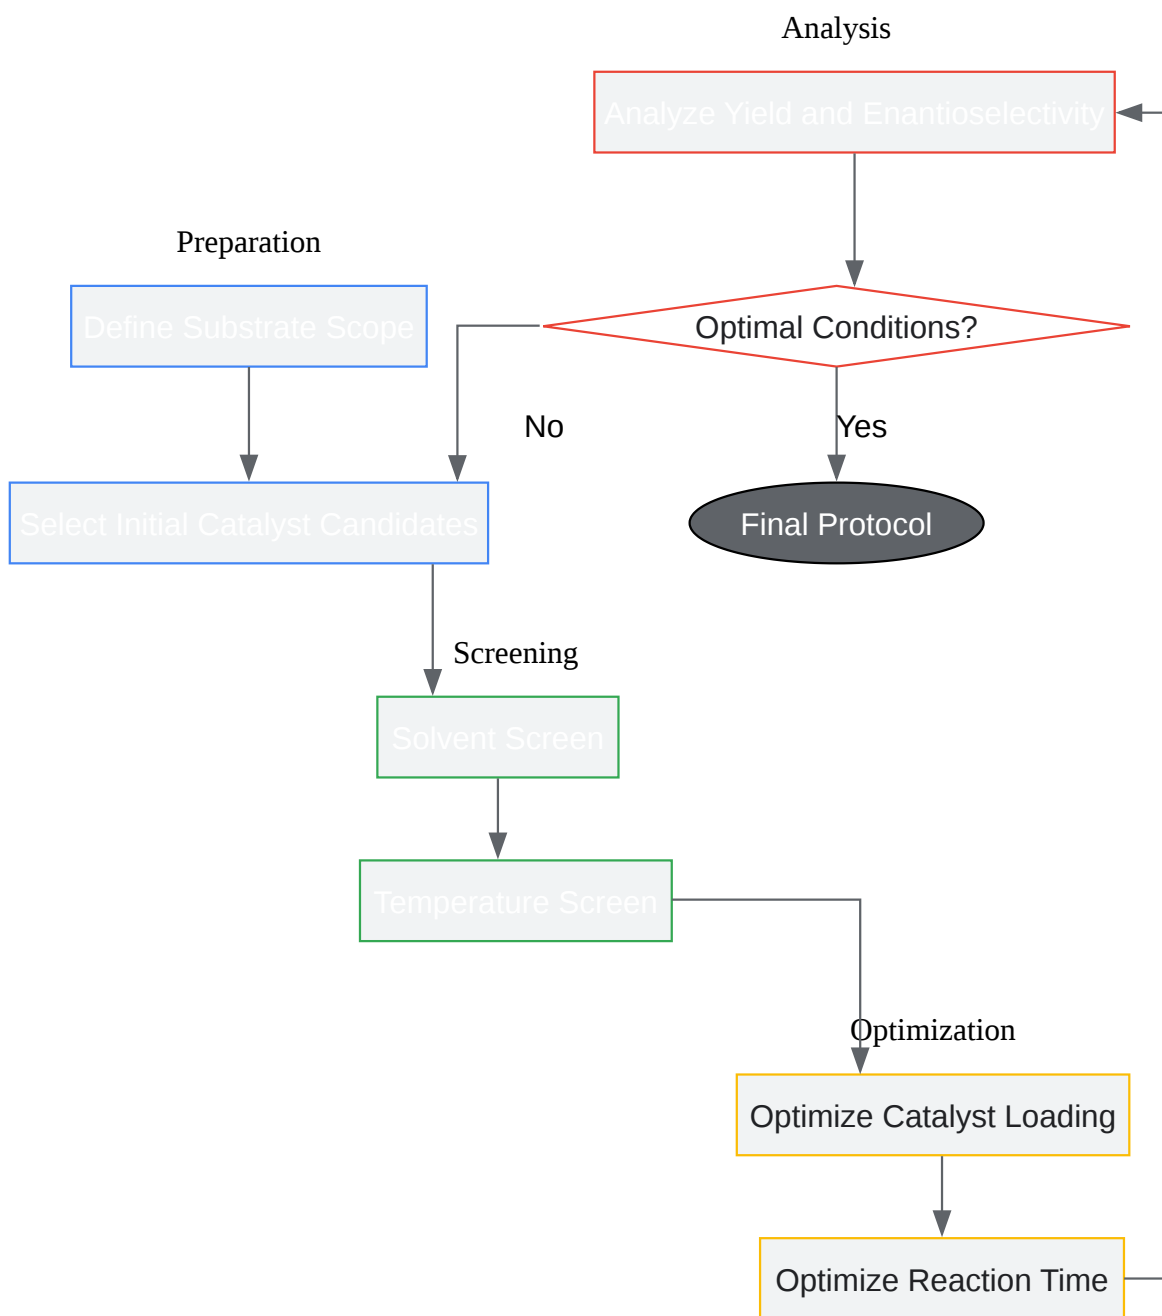 Analysis
Analyze Yield and Enantioselectivity
Preparation
Define Substrate Scope
Optimal Conditions?
No
Yes
Select Initial Catalyst Candidates
Final Protocol
Screening
Solvent Screen
Temperature Screen
Optimization
Optimize Catalyst Loading
Optimize Reaction Time